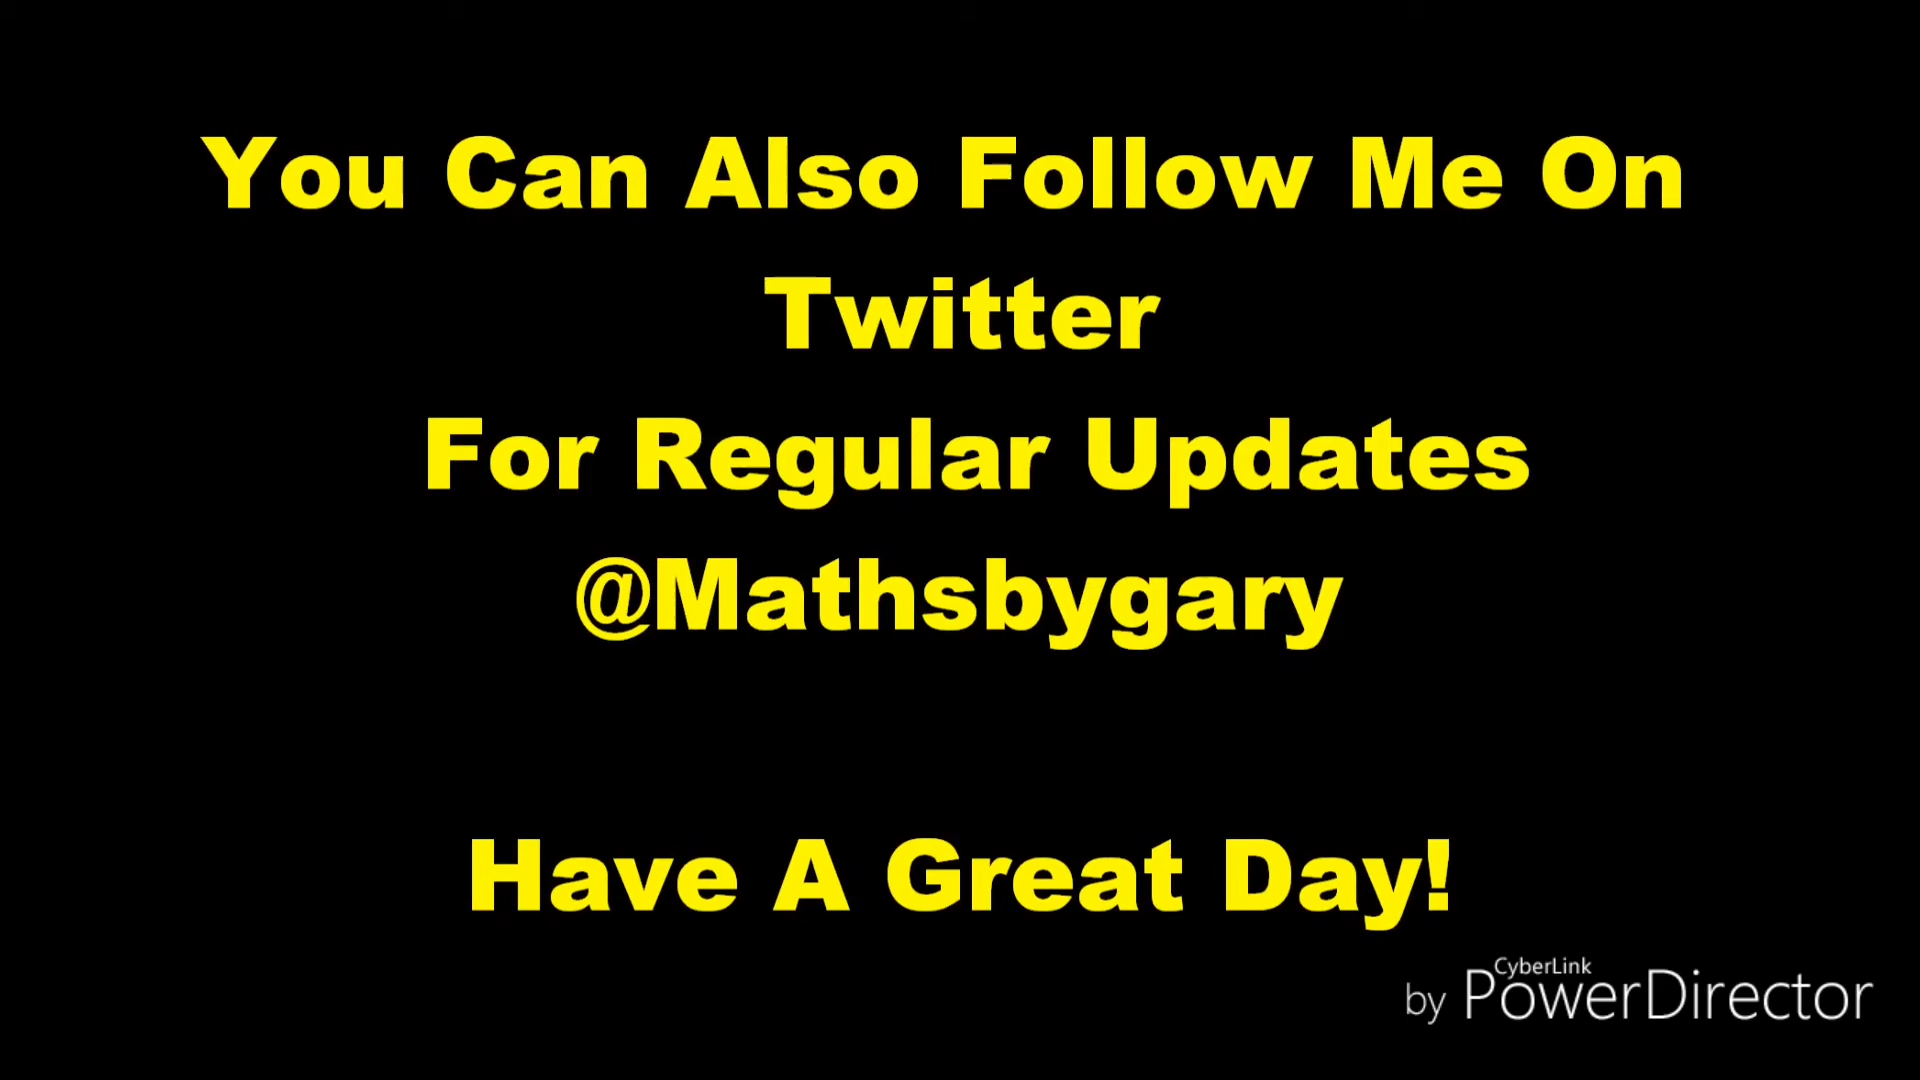 You Can Also Follow Me On
Twitter
For Regular Updates
@Mathsbygary
Have A Great Day!
CyberLink
by PowerDirector